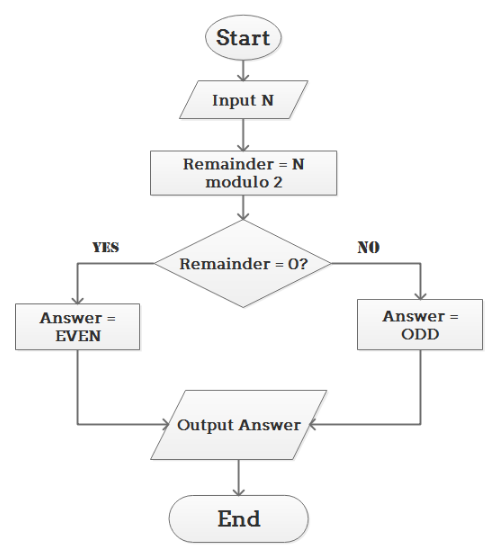 Start
Input N
Remainder = N
modulo 2
Remainder = 0?
YES
NO
Answer =
EVEN
Answer =
ODD
Output Answer
End